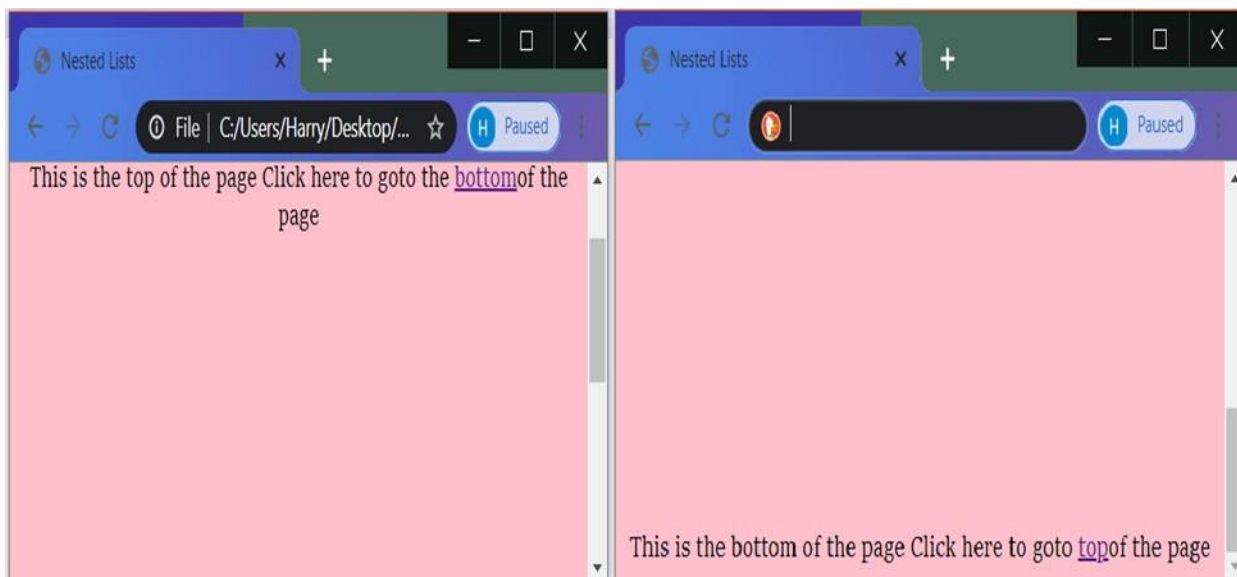 Nested Lists
File | C:/Users/Harry/Desktop/...
H Paused
This is the top of the page Click here to goto the bottomof the
page
Nested Lists
H Paused
This is the bottom of the page Click here to goto topof the page